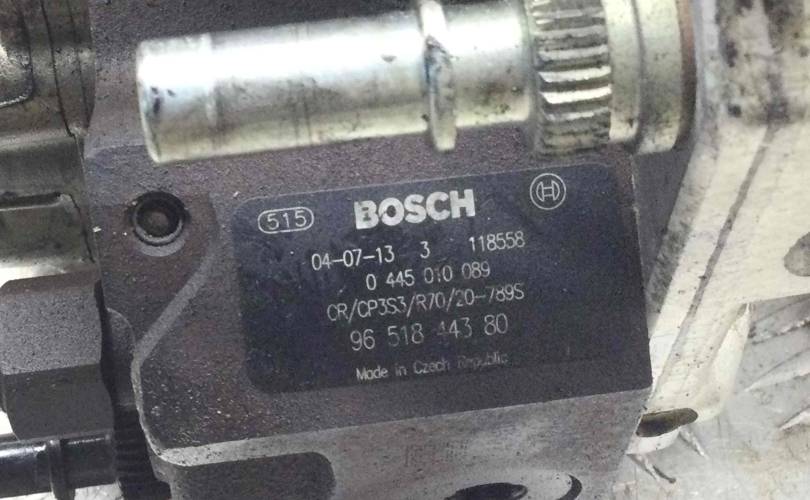 515 BOSCH
04-07-13 3 118558
0 445 010 089
CR/CP3S3/R70/20-789S
96 518 443 80
Made in Czech Republic